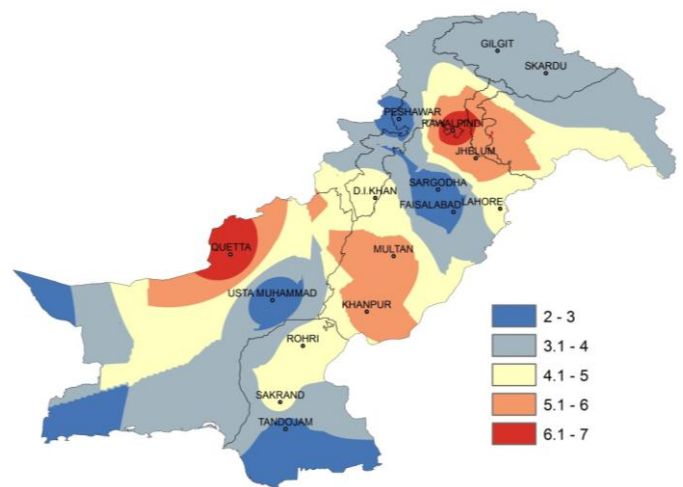 GILGIT
SKARDU
PESHAWAR
RAWALPINDI
JHELUM
SARGODHA
D.I.KHAN
FAISALABAD
LAHORE
QUETTA
MULTAN
USTA MUHAMMAD
KHANPUR
ROHRI
SAKRAND
TANDOJAM
2 - 3
3.1 - 4
4.1 - 5
5.1 - 6
6.1 - 7